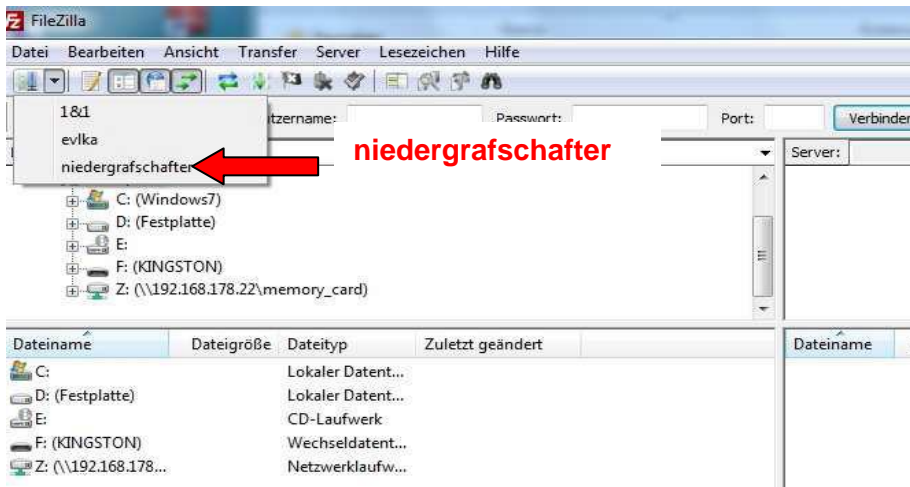 FileZilla
Datei Bearbeiten Ansicht Transfer Server Lesezeichen Hilfe
1&1
evlka
niedergrafschafter
Passwort:
Port:
Verbinden
niedergrafschafter
Server:
C: (Windows7)
D: (Festplatte)
E:
F: (KINGSTON)
Z: (\\192.168.178.22\memory_card)
Dateiname Dateigröße Dateityp Zuletzt geändert Dateiname
C: Lokaler Datent...
D: (Festplatte) Lokaler Datent...
E: CD-Laufwerk
F: (KINGSTON) Wechseldatent...
Z: (\\192.168.178... Netzwerklaufw...